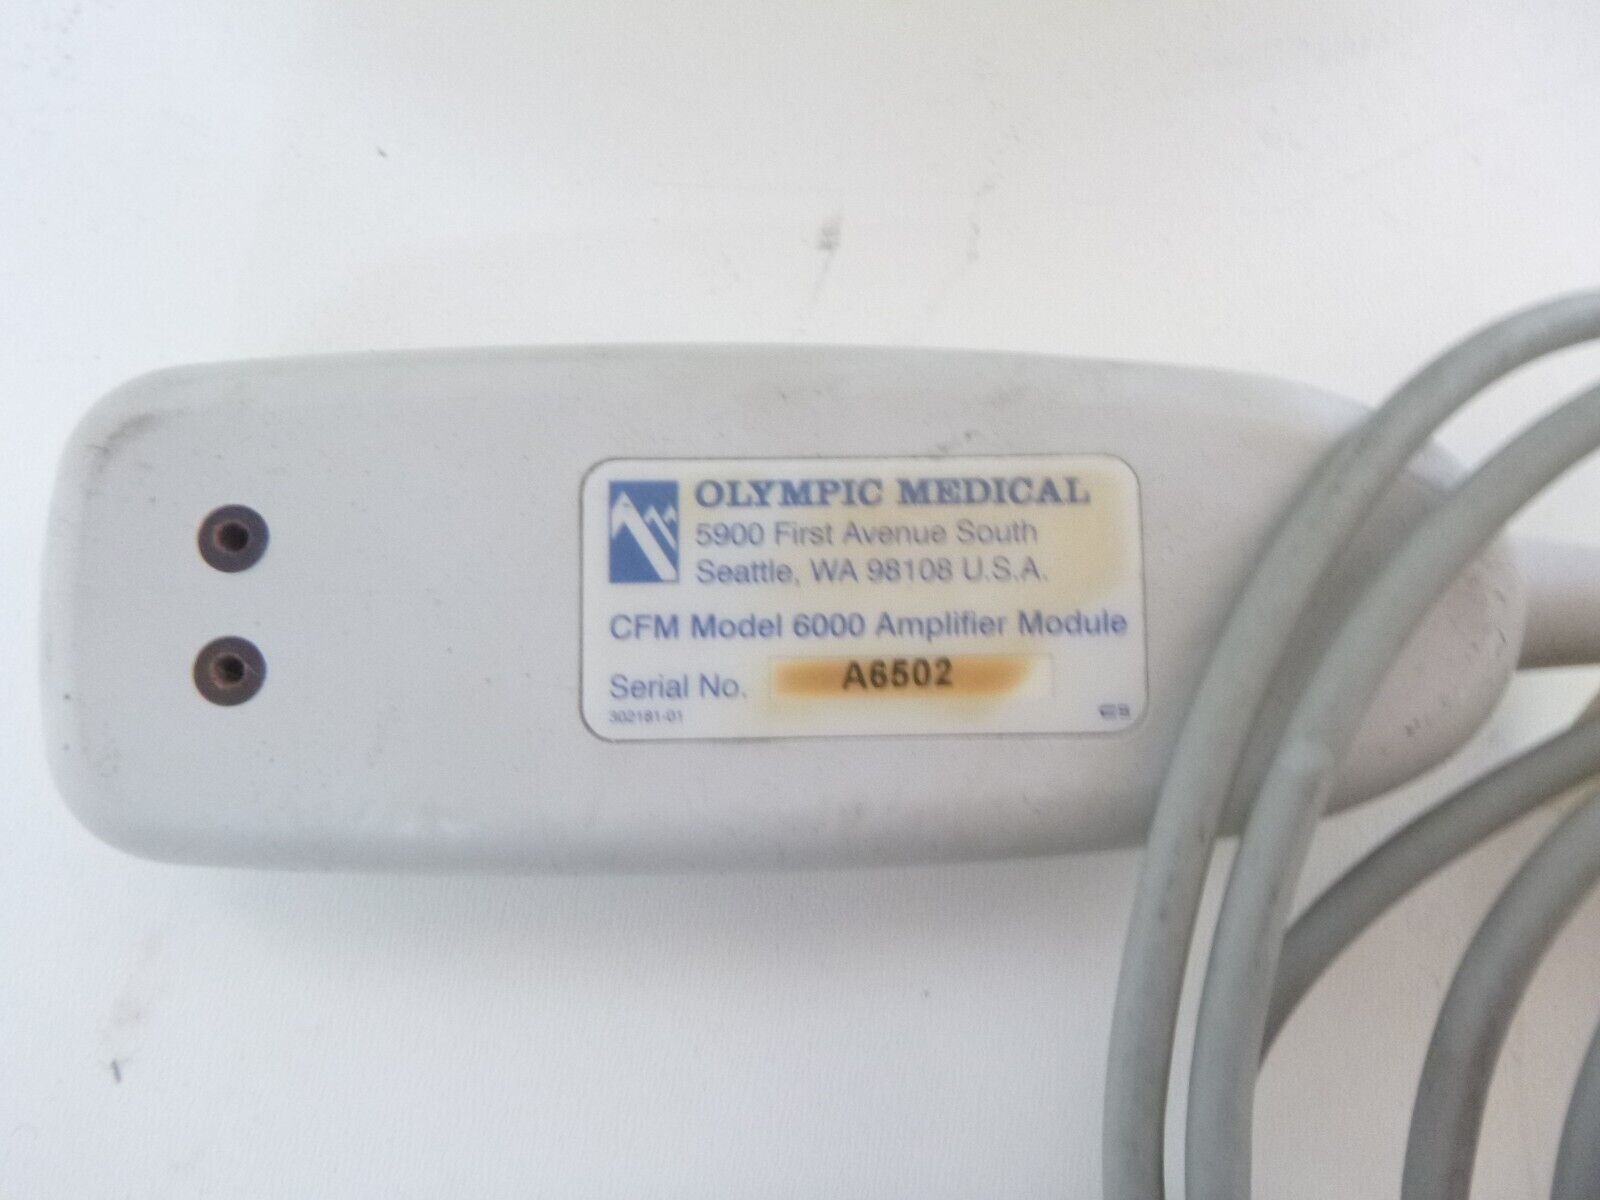 OLYMPIC MEDICAL
5900 First Avenue South
Seattle, WA 98108 U.S.A.
CFM Model 6000 Amplifier Module
Serial No. A6502
302181-01